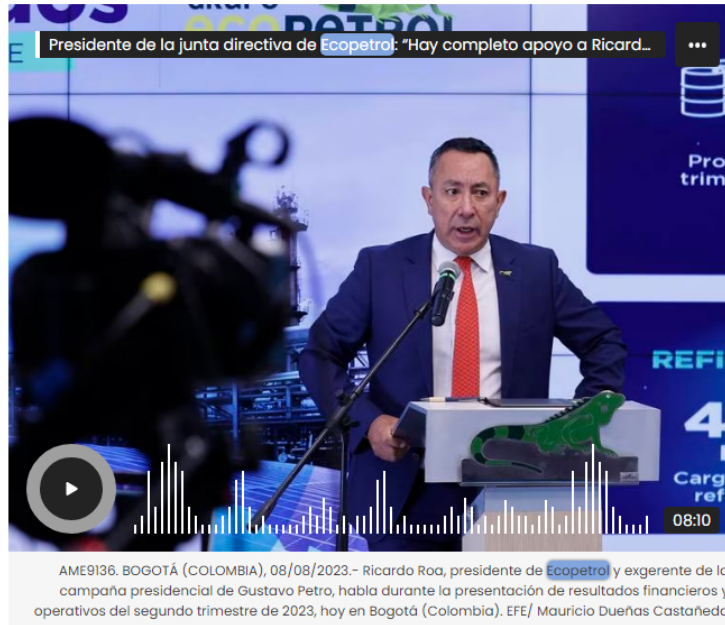 E
ECOPETROL
Presidente de la junta directiva de Ecopetrol: “Hay completo apoyo a Ricard...
Pro
trim
REFI
4
Carg
ref
08:10
AME9136. BOGOTÁ (COLOMBIA), 08/08/2023.- Ricardo Roa, presidente de Ecopetrol y exgerente de la
campaña presidencial de Gustavo Petro, habla durante la presentación de resultados financieros y
operativos del segundo trimestre de 2023, hoy en Bogotá (Colombia). EFE/ Mauricio Dueñas Castañeda